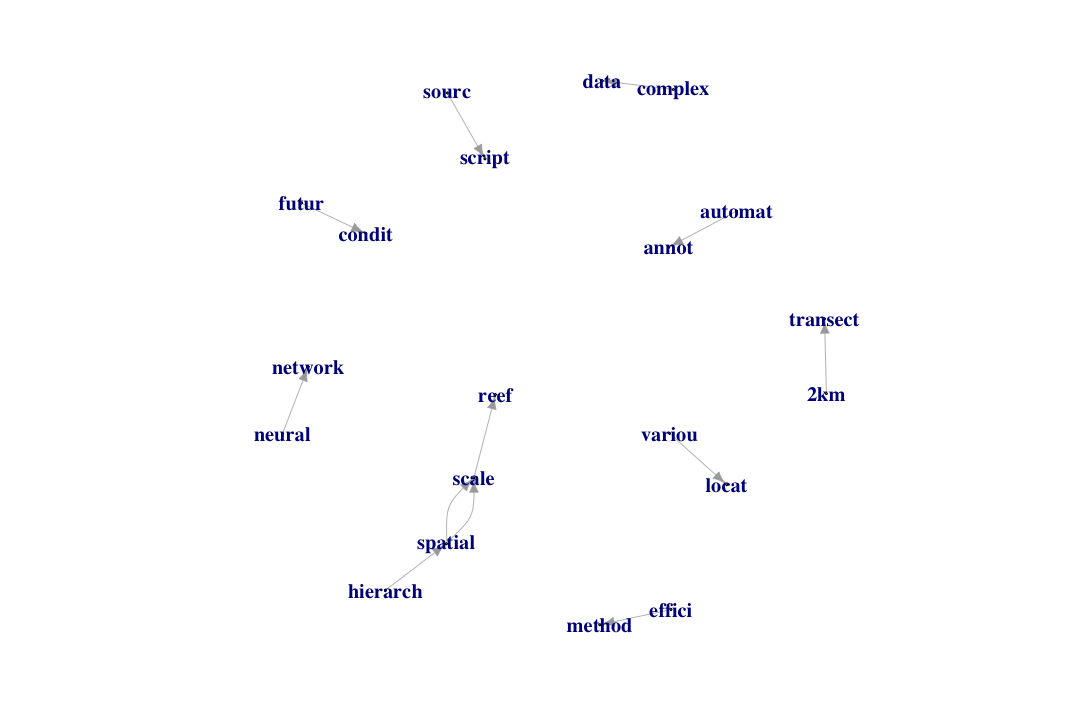 data
complex
sourc
script
futur
condit
automat
annot
transect
network
2km
reef
neural
variou
scale
locat
spatial
hierarch
effici
method